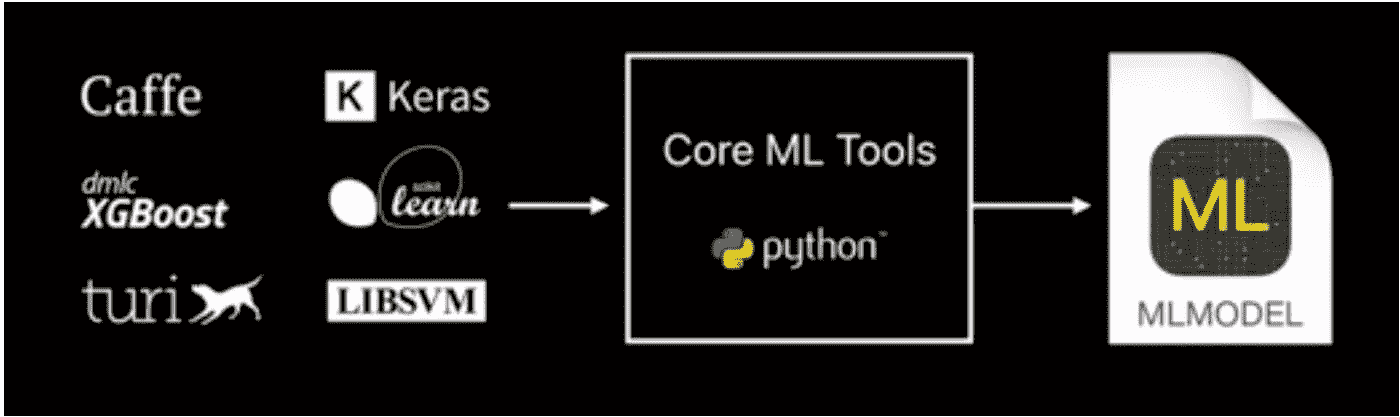 Caffe
K Keras
dmlc
XGBoost
scikit
learn
turi
LIBSVM
Core ML Tools
python™
ML
MLMODEL